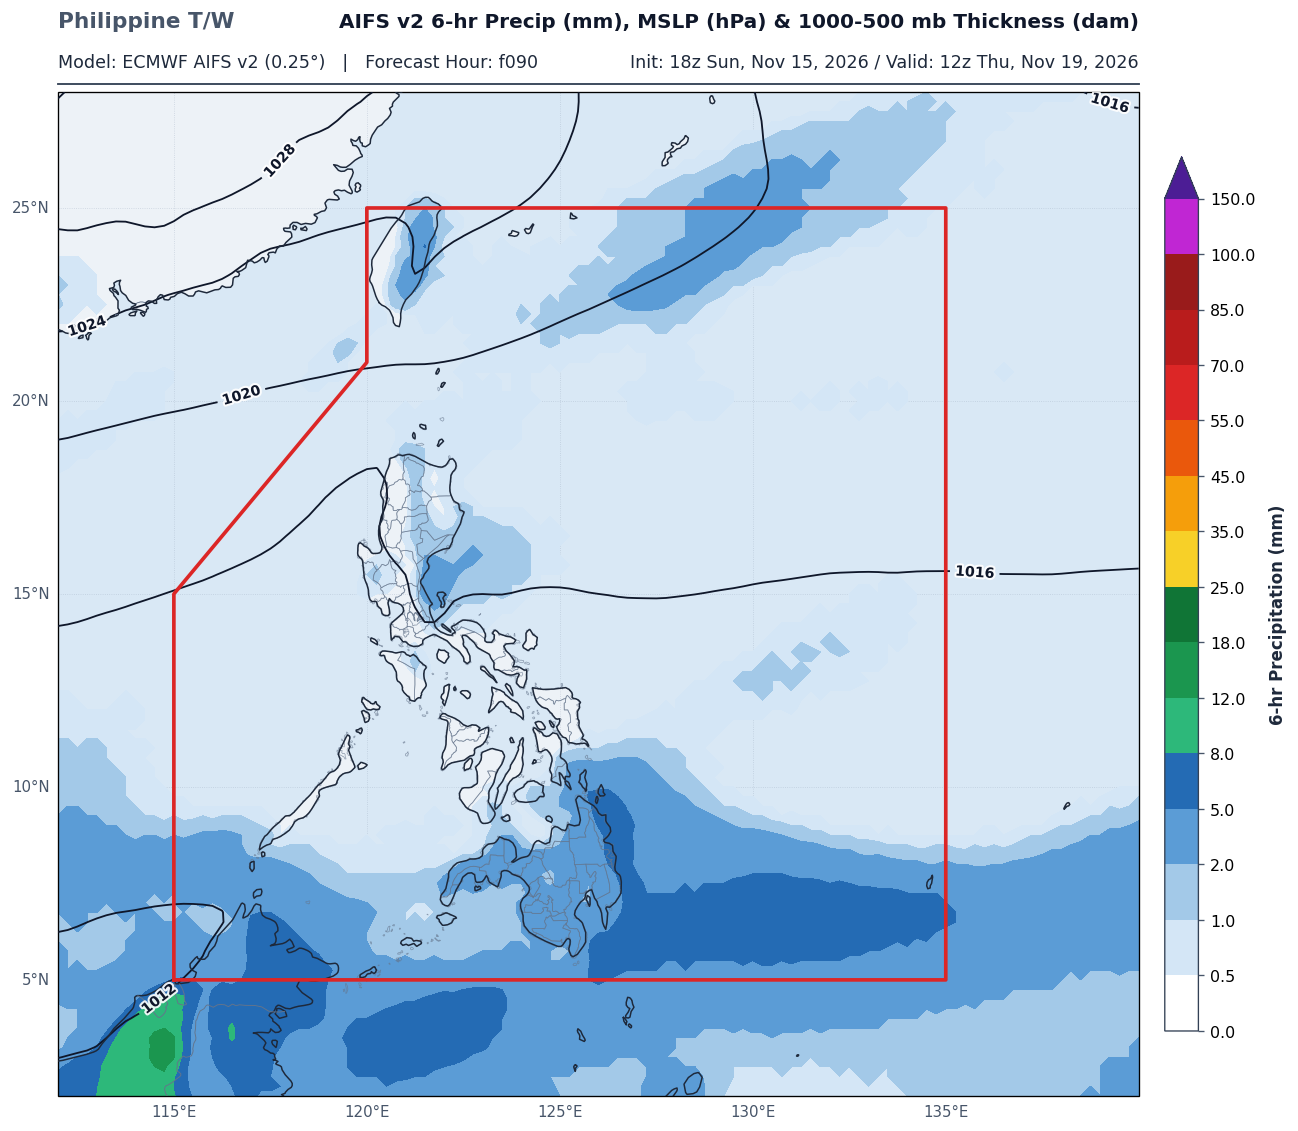 Philippine T/W
AIFS v2 6-hr Precip (mm), MSLP (hPa) & 1000-500 mb Thickness (dam)
Model: ECMWF AIFS v2 (0.25°) | Forecast Hour: f090
Init: 18z Sun, Nov 15, 2026 / Valid: 12z Thu, Nov 19, 2026
1016
1028
1024
1020
1016
1012
25°N
20°N
15°N
10°N
5°N
115°E
120°E
125°E
130°E
135°E
150.0
100.0
85.0
70.0
55.0
45.0
35.0
25.0
18.0
12.0
8.0
5.0
2.0
1.0
0.5
0.0
6-hr Precipitation (mm)